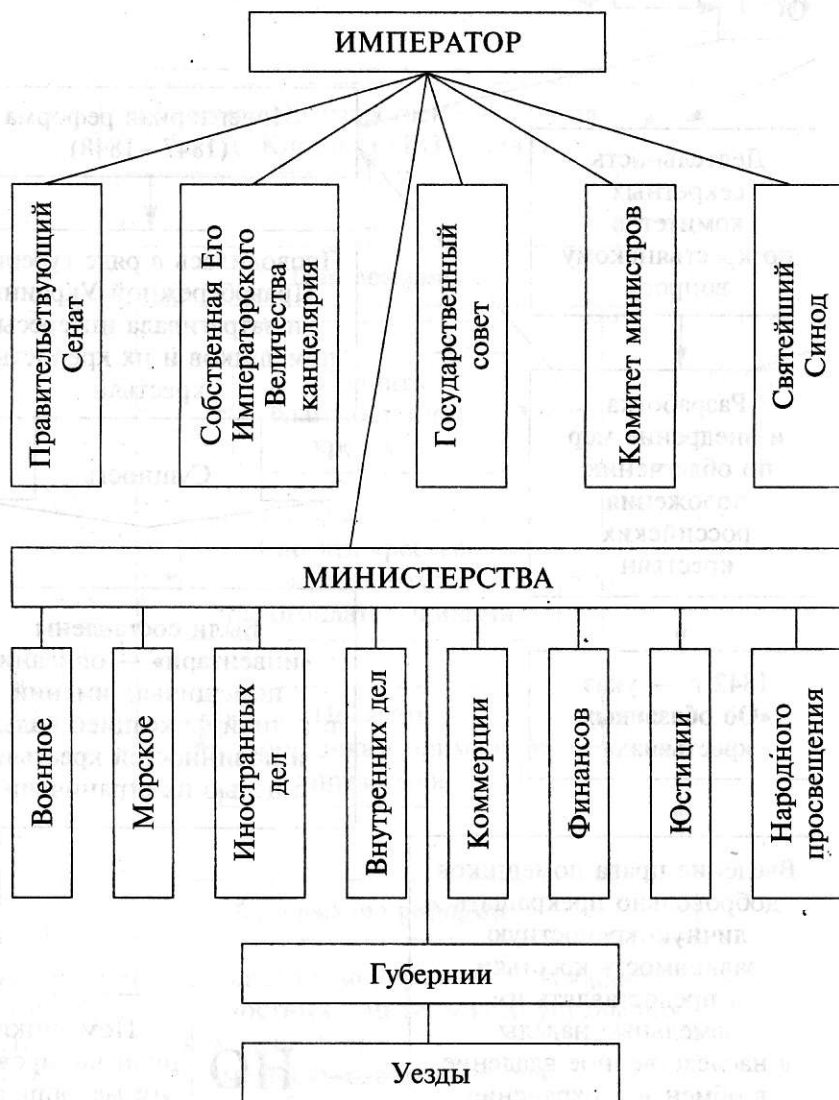 ИМПЕРАТОР
Правительствующий
Сенат
Собственная Его
Императорского
Величества
канцелярия
Государственный
совет
Комитет министров
Святейший
Синод
МИНИСТЕРСТВА
Военное
Морское
Иностранных
дел
Внутренних дел
Коммерции
Финансов
Юстиции
Народного
просвещения
Губернии
Уезды